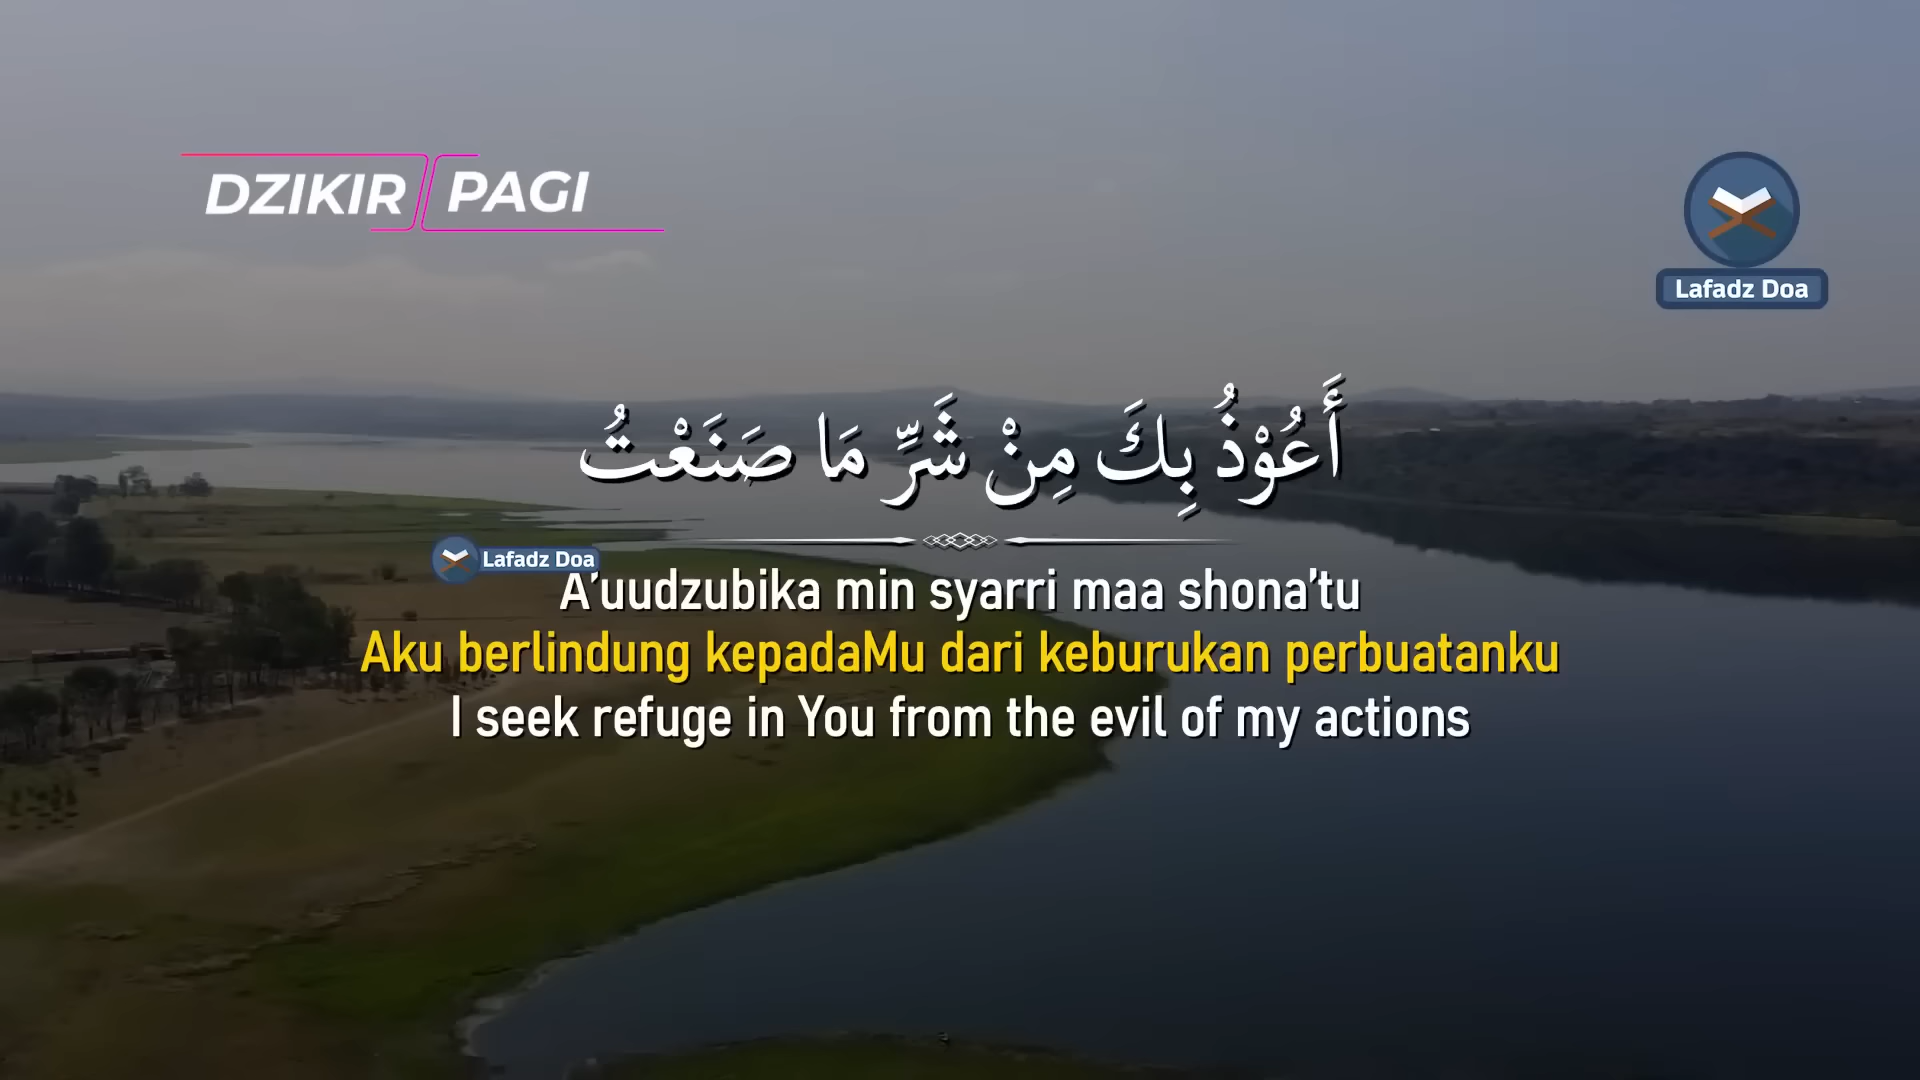 DZIKIR PAGI
Lafadz Doa
أَعُوْذُ بِكَ مِنْ شَرِّ مَا صَنَعْتُ
Lafadz Doa
A’uudzubika min syarri maa shona’tu
Aku berlindung kepadaMu dari keburukan perbuatanku
I seek refuge in You from the evil of my actions